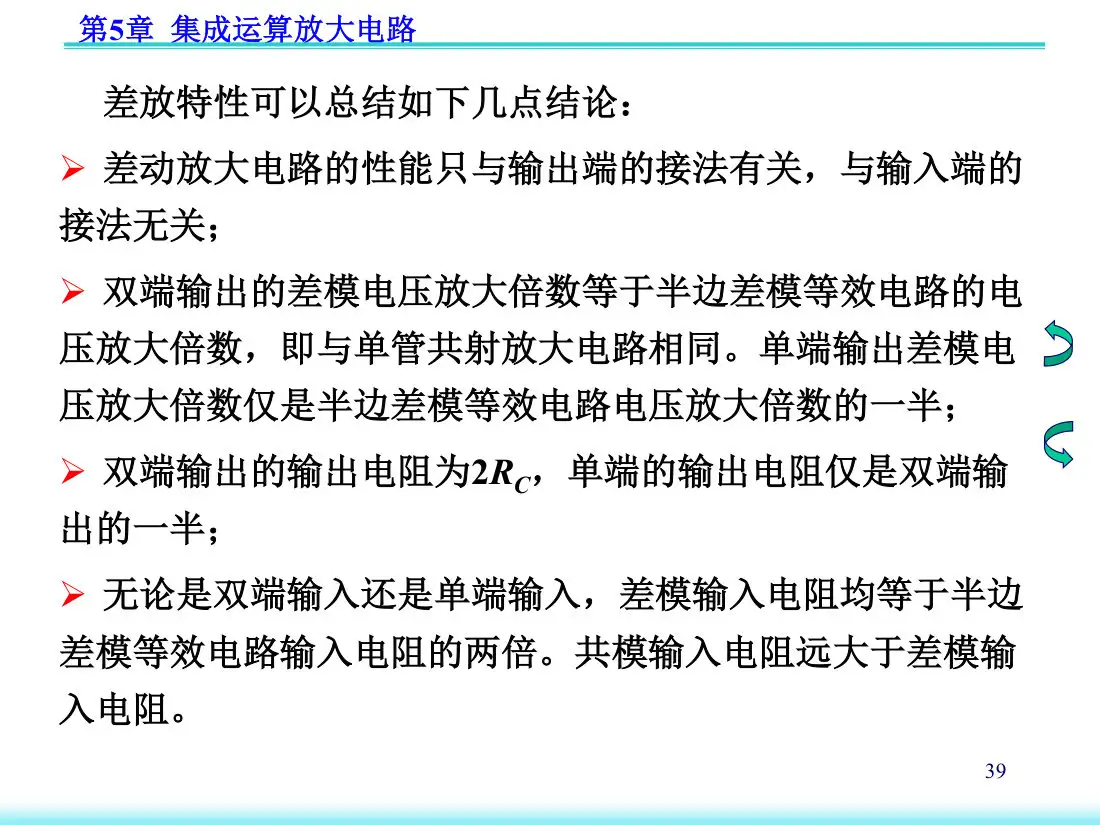 第5章 集成运算放大电路
差放特性可以总结如下几点结论：
➢ 差动放大电路的性能只与输出端的接法有关，与输入端的
接法无关；
➢ 双端输出的差模电压放大倍数等于半边差模等效电路的电
压放大倍数，即与单管共射放大电路相同。单端输出差模电
压放大倍数仅是半边差模等效电路电压放大倍数的一半；
➢ 双端输出的输出电阻为2RC，单端的输出电阻仅是双端输
出的一半；
➢ 无论是双端输入还是单端输入，差模输入电阻均等于半边
差模等效电路输入电阻的两倍。共模输入电阻远大于差模输
入电阻。
39